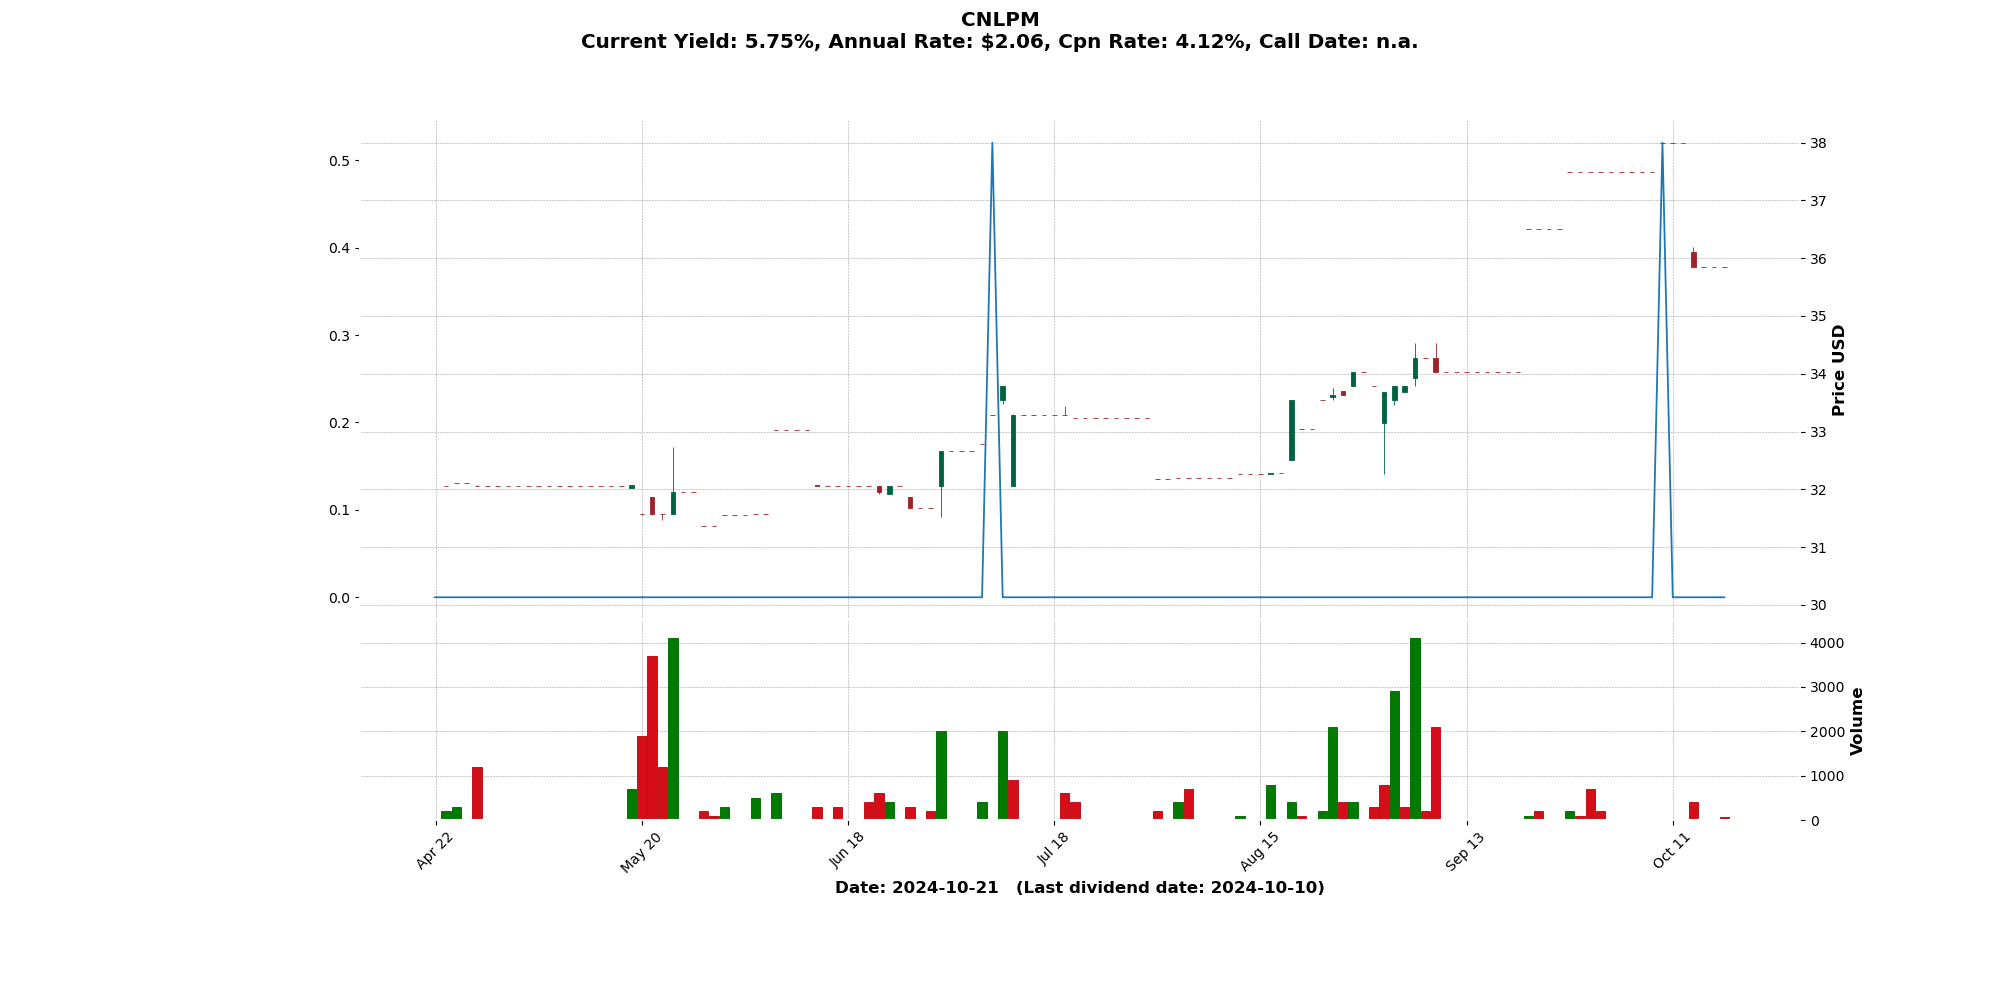 CNLPM
Current Yield: 5.75%, Annual Rate: $2.06, Cpn Rate: 4.12%, Call Date: n.a.
0.5
0.4
0.3
0.2
0.1
0.0
38
37
36
35
34
33
32
31
30
Price USD
4000
3000
2000
1000
0
Volume
Apr 22
May 20
Jun 18
Jul 18
Aug 15
Sep 13
Oct 11
Date: 2024-10-21   (Last dividend date: 2024-10-10)